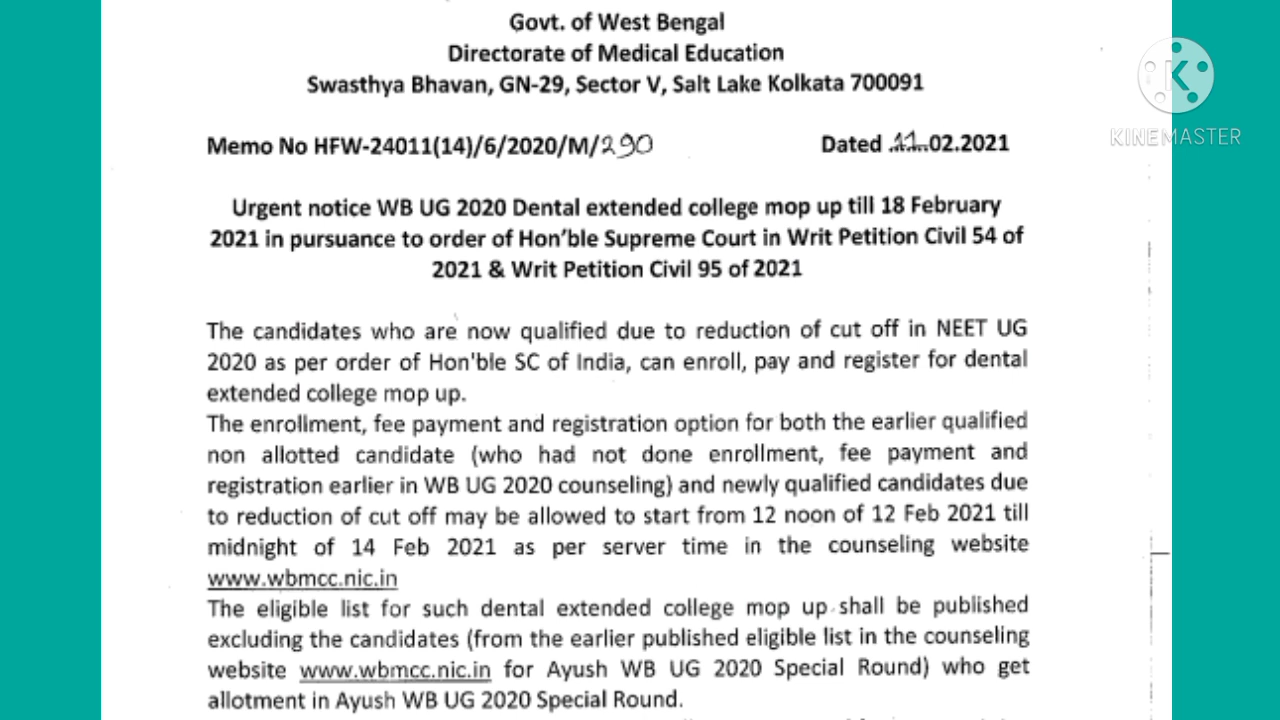 Govt. of West Bengal
Directorate of Medical Education
Swasthya Bhavan, GN-29, Sector V, Salt Lake Kolkata 700091
KINEMASTER
Memo No HFW-24011(14)/6/2020/M/290 Dated .11..02.2021
Urgent notice WB UG 2020 Dental extended college mop up till 18 February
2021 in pursuance to order of Hon’ble Supreme Court in Writ Petition Civil 54 of
2021 & Writ Petition Civil 95 of 2021
The candidates who are now qualified due to reduction of cut off in NEET UG
2020 as per order of Hon'ble SC of India, can enroll, pay and register for dental
extended college mop up.
The enrollment, fee payment and registration option for both the earlier qualified
non allotted candidate (who had not done enrollment, fee payment and
registration earlier in WB UG 2020 counseling) and newly qualified candidates due
to reduction of cut off may be allowed to start from 12 noon of 12 Feb 2021 till
midnight of 14 Feb 2021 as per server time in the counseling website
www.wbmcc.nic.in
The eligible list for such dental extended college mop up shall be published
excluding the candidates (from the earlier published eligible list in the counseling
website www.wbmcc.nic.in for Ayush WB UG 2020 Special Round) who get
allotment in Ayush WB UG 2020 Special Round.